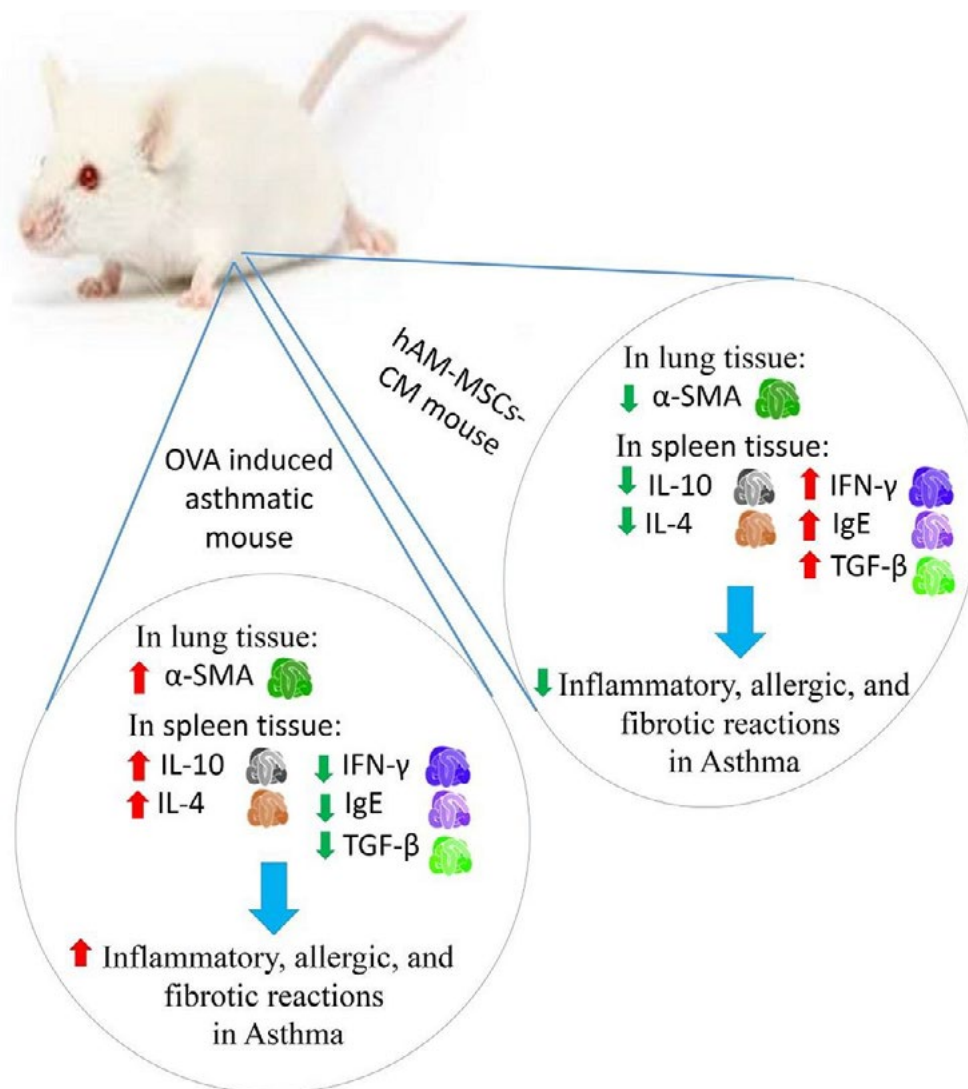 hAM-MSCs-
CM mouse
In lung tissue:
α-SMA
In spleen tissue:
IL-10 IFN-γ
IL-4 IgE
TGF-β
Inflammatory, allergic, and
fibrotic reactions
in Asthma
OVA induced
asthmatic
mouse
In lung tissue:
α-SMA
In spleen tissue:
IL-10 IFN-γ
IL-4 IgE
TGF-β
Inflammatory, allergic, and
fibrotic reactions
in Asthma